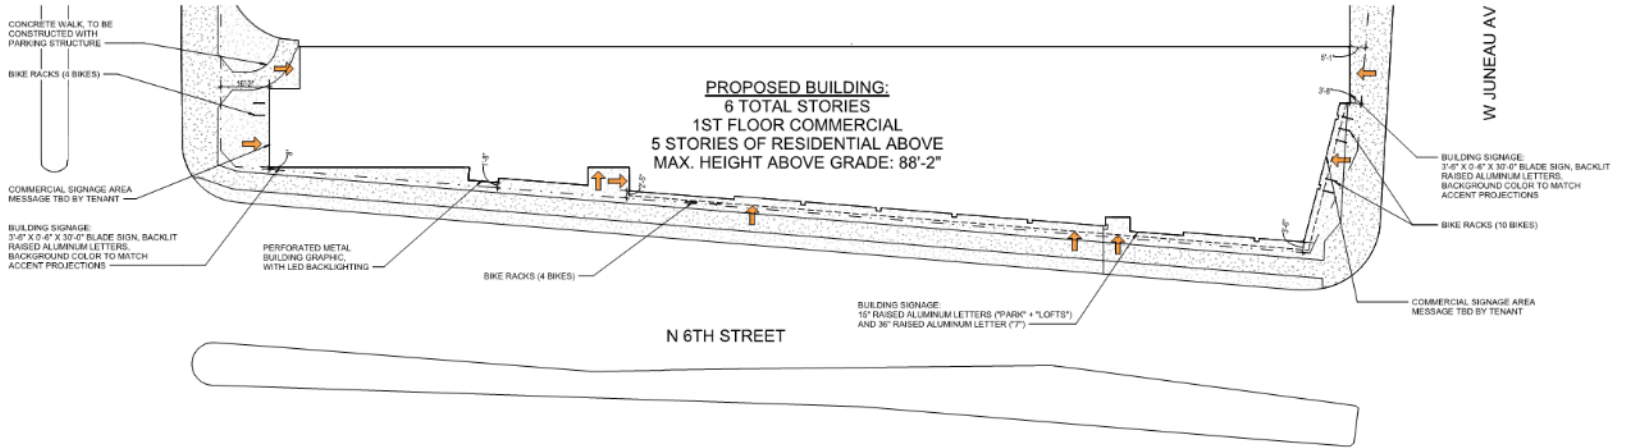 CONCRETE WALK, TO BE
CONSTRUCTED WITH
PARKING STRUCTURE
BIKE RACKS (4 BIKES)
COMMERCIAL SIGNAGE AREA
MESSAGE TBD BY TENANT
BUILDING SIGNAGE:
3'-6" X 0'-6" X 30'-0" BLADE SIGN, BACKLIT
RAISED ALUMINUM LETTERS,
BACKGROUND COLOR TO MATCH
ACCENT PROJECTIONS
PERFORATED METAL
BUILDING GRAPHIC,
WITH LED BACKLIGHTING
BIKE RACKS (4 BIKES)
PROPOSED BUILDING:
6 TOTAL STORIES
1ST FLOOR COMMERCIAL
5 STORIES OF RESIDENTIAL ABOVE
MAX. HEIGHT ABOVE GRADE: 88'-2"
N 6TH STREET
BUILDING SIGNAGE:
15" RAISED ALUMINUM LETTERS ("PARK" + "LOFTS")
AND 36" RAISED ALUMINUM LETTER ("7")
5'-1"
W JUNEAU AV
BUILDING SIGNAGE:
3'-6" X 0'-6" X 30'-0" BLADE SIGN, BACKLIT
RAISED ALUMINUM LETTERS,
BACKGROUND COLOR TO MATCH
ACCENT PROJECTIONS
BIKE RACKS (10 BIKES)
COMMERCIAL SIGNAGE AREA
MESSAGE TBD BY TENANT